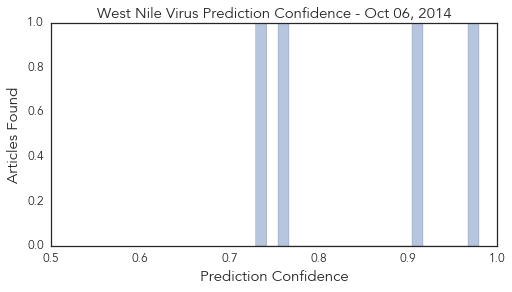 West Nile Virus Prediction Confidence - Oct 06, 2014
1.0
0.8
0.6
0.4
0.2
0.0
Articles Found
0.5 0.6 0.7 0.8 0.9 1.0
Prediction Confidence